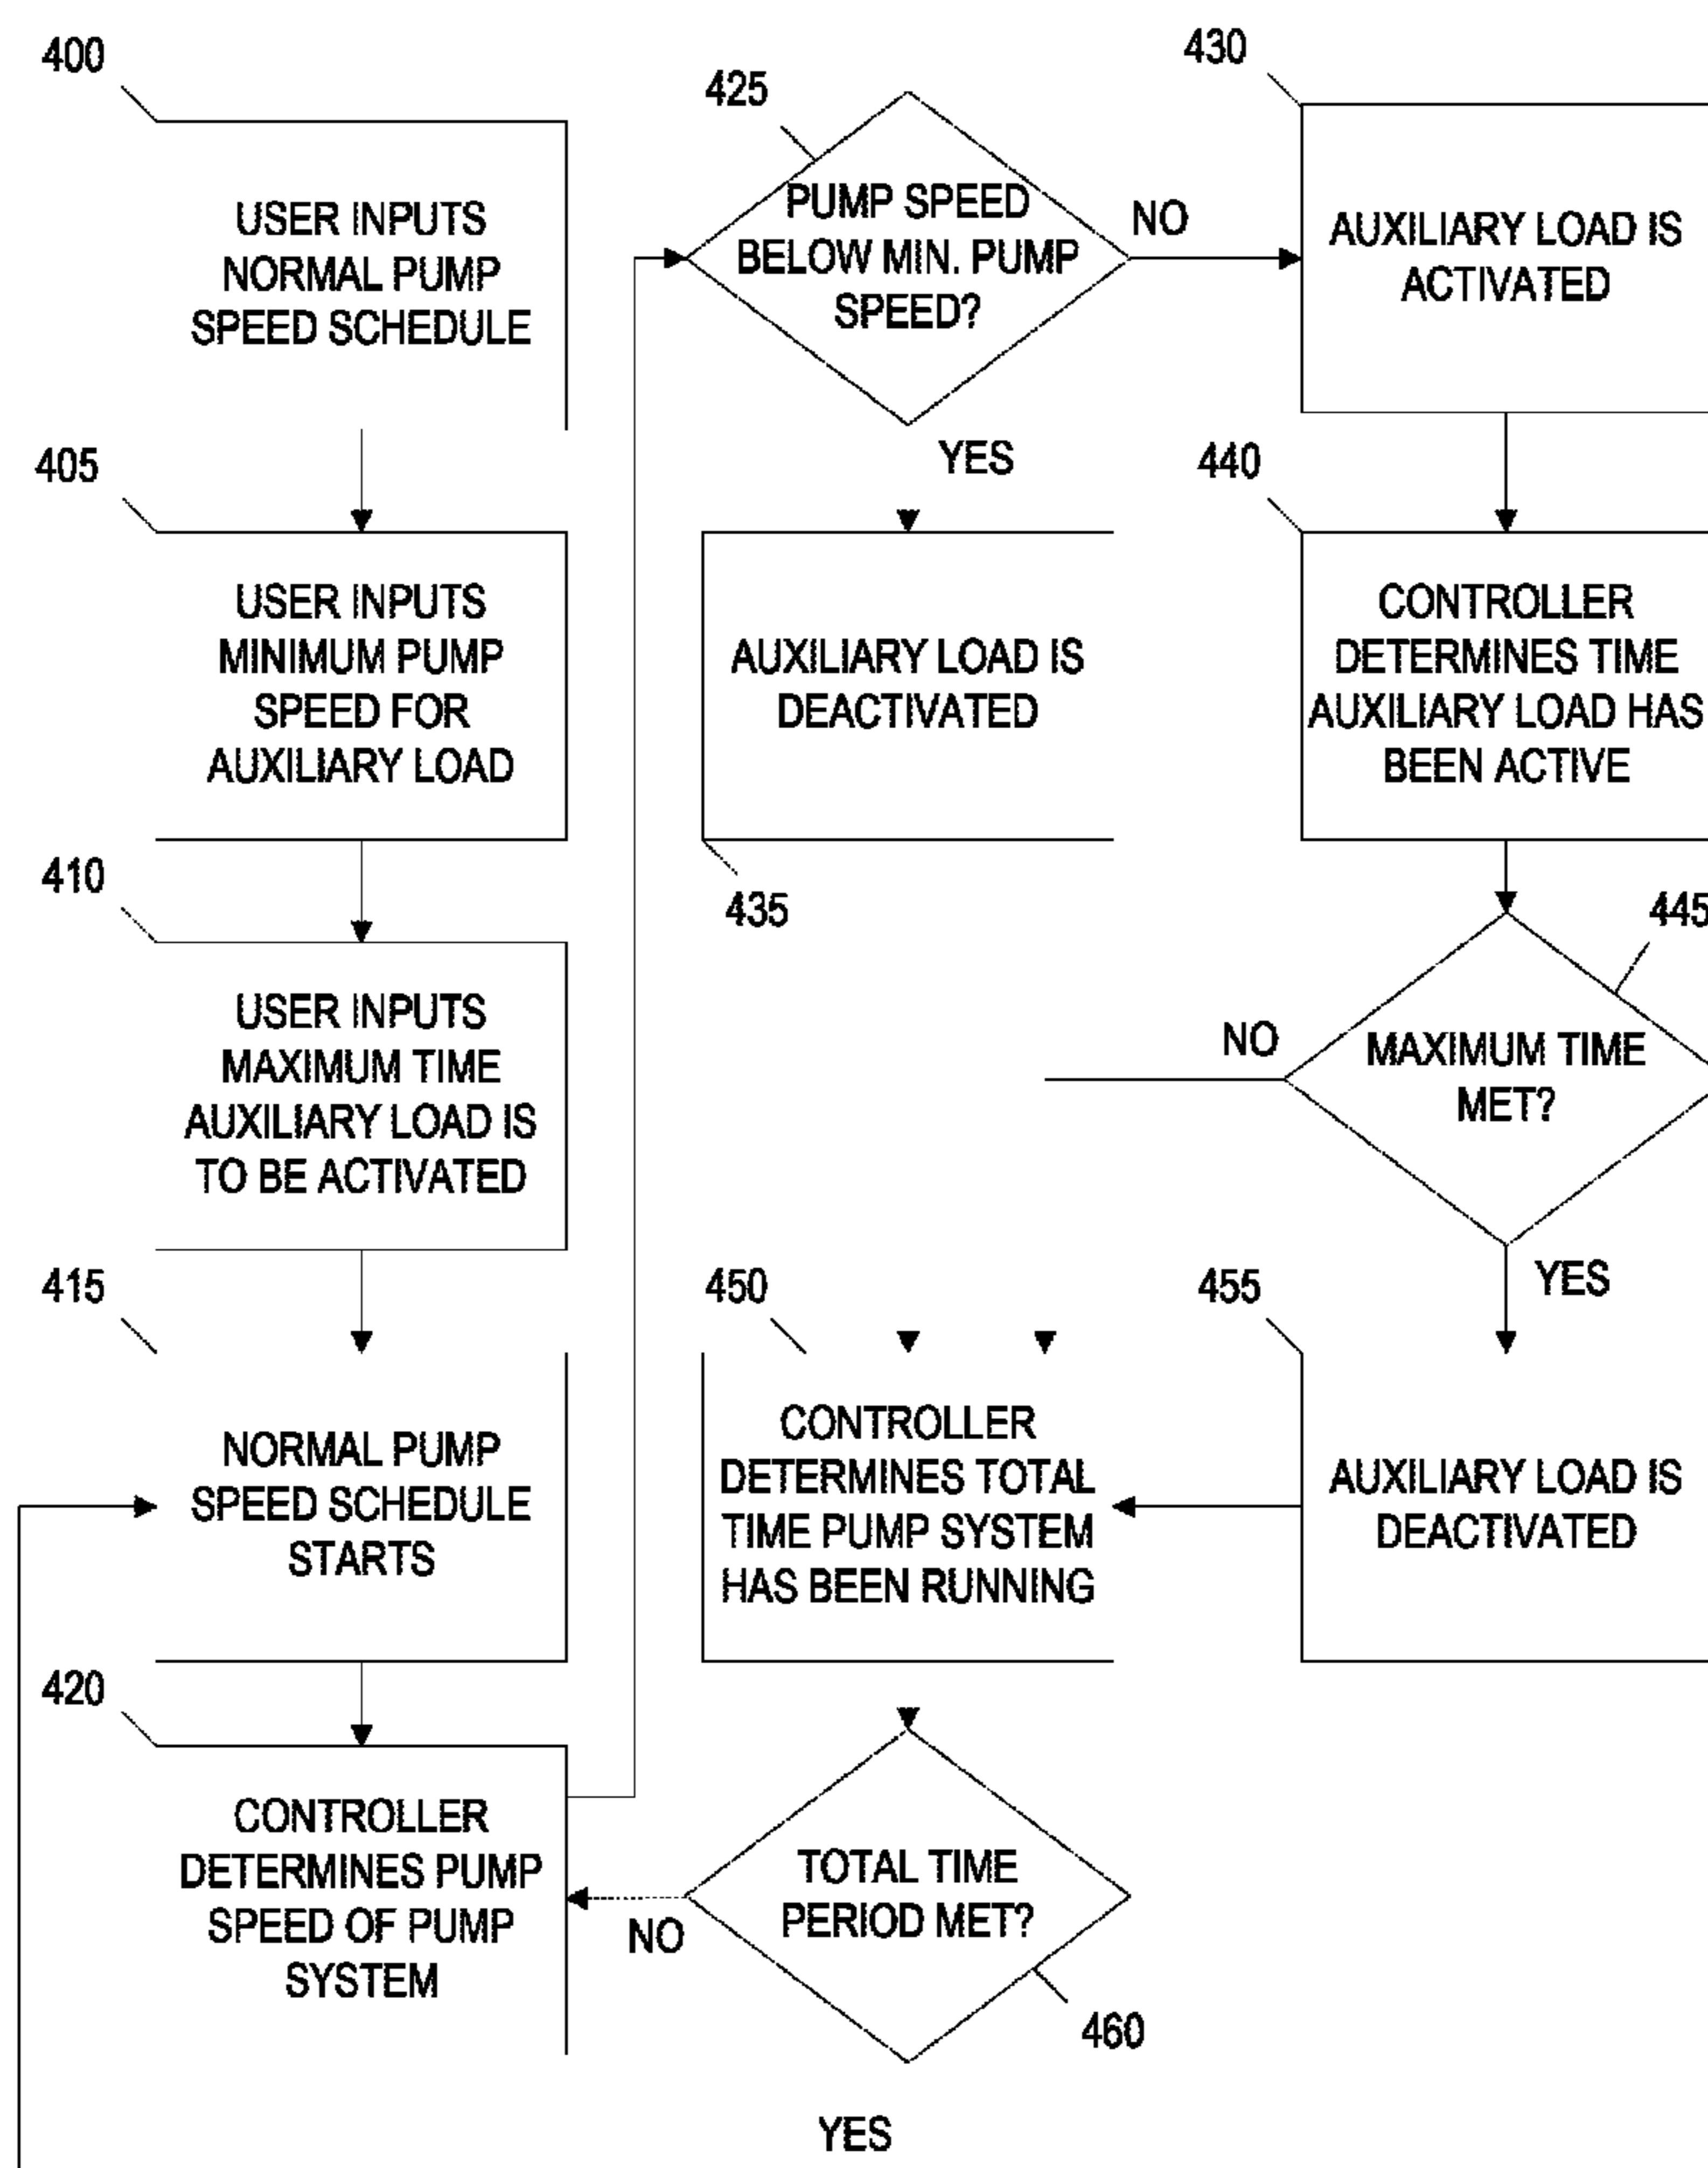 400
USER INPUTS
NORMAL PUMP
SPEED SCHEDULE
405
USER INPUTS
MINIMUM PUMP
SPEED FOR
AUXILIARY LOAD
410
USER INPUTS
MAXIMUM TIME
AUXILIARY LOAD IS
TO BE ACTIVATED
415
NORMAL PUMP
SPEED SCHEDULE
STARTS
420
CONTROLLER
DETERMINES PUMP
SPEED OF PUMP
SYSTEM
425
PUMP SPEED
BELOW MIN. PUMP
SPEED?
NO
YES
430
AUXILIARY LOAD IS
ACTIVATED
AUXILIARY LOAD IS
DEACTIVATED
435
440
CONTROLLER
DETERMINES TIME
AUXILIARY LOAD HAS
BEEN ACTIVE
445
MAXIMUM TIME
MET?
NO
YES
450
CONTROLLER
DETERMINES TOTAL
TIME PUMP SYSTEM
HAS BEEN RUNNING
455
AUXILIARY LOAD IS
DEACTIVATED
TOTAL TIME
PERIOD MET?
NO
460
YES